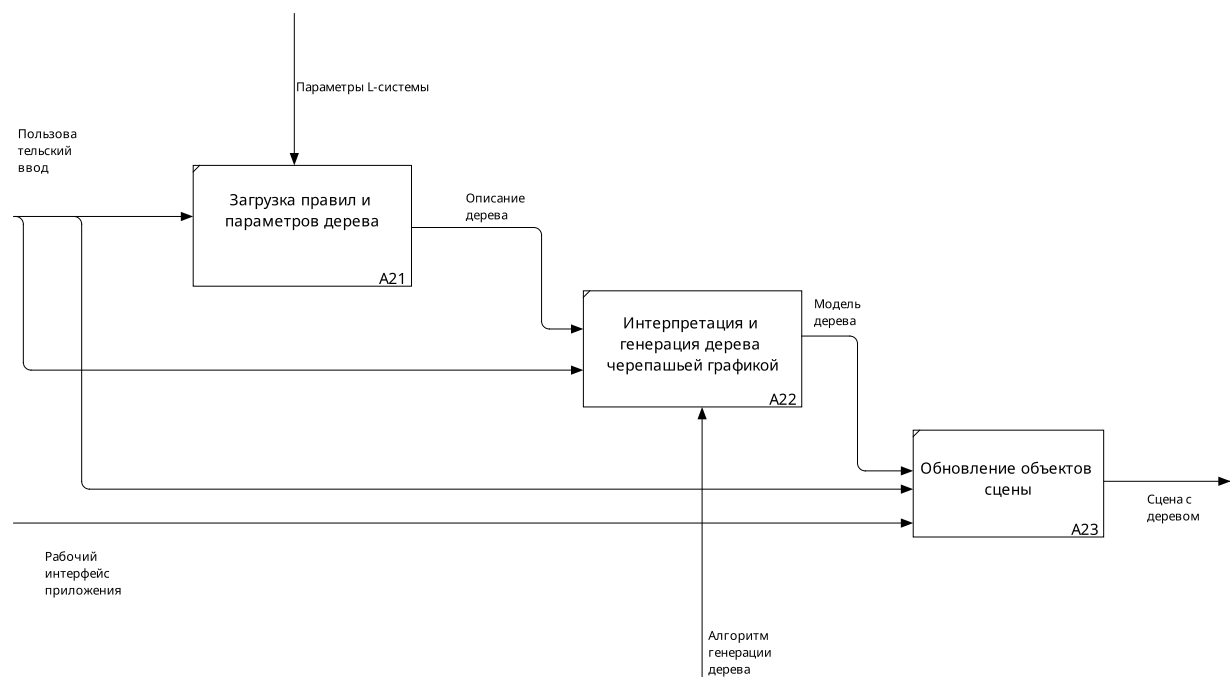 Параметры L-системы
Пользова
тельский
ввод
Загрузка правил и
параметров дерева
A21
Описание
дерева
Интерпретация и
генерация дерева
черепашьей графикой
A22
Модель
дерева
Обновление объектов
сцены
A23
Сцена с
деревом
Рабочий
интерфейс
приложения
Алгоритм
генерации
дерева